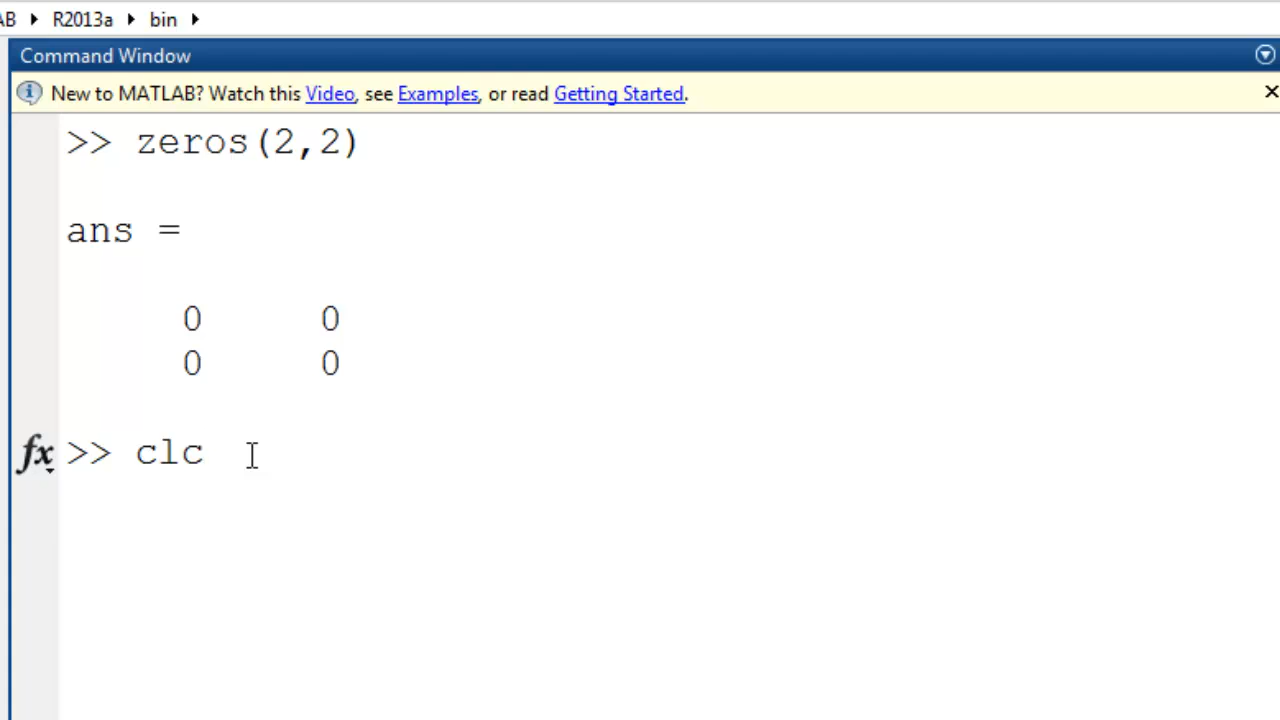 AB R2013a bin
Command Window
New to MATLAB? Watch this Video, see Examples, or read Getting Started.
>> zeros(2,2)
ans =
0 0
0 0
fx >> clc